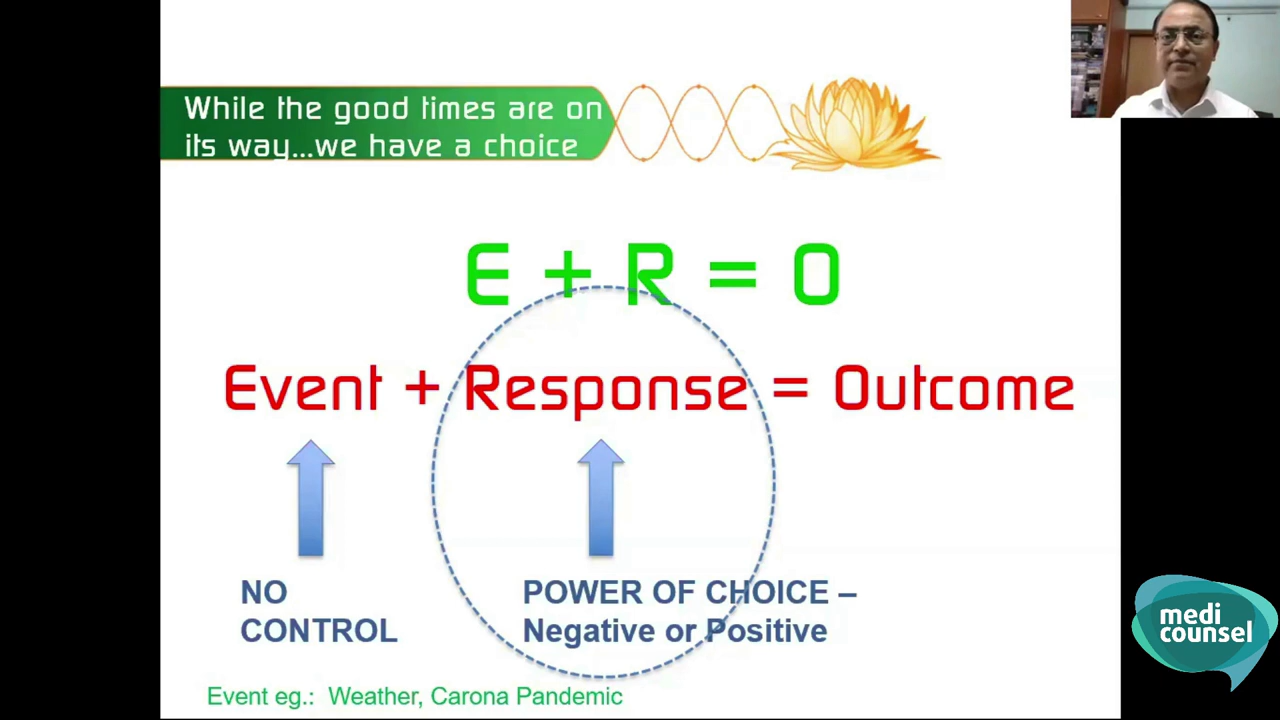 While the good times are on
its way...we have a choice
E + R = O
Event + Response = Outcome
NO
CONTROL
POWER OF CHOICE –
Negative or Positive
Event eg.: Weather, Carona Pandemic
medi
counsel